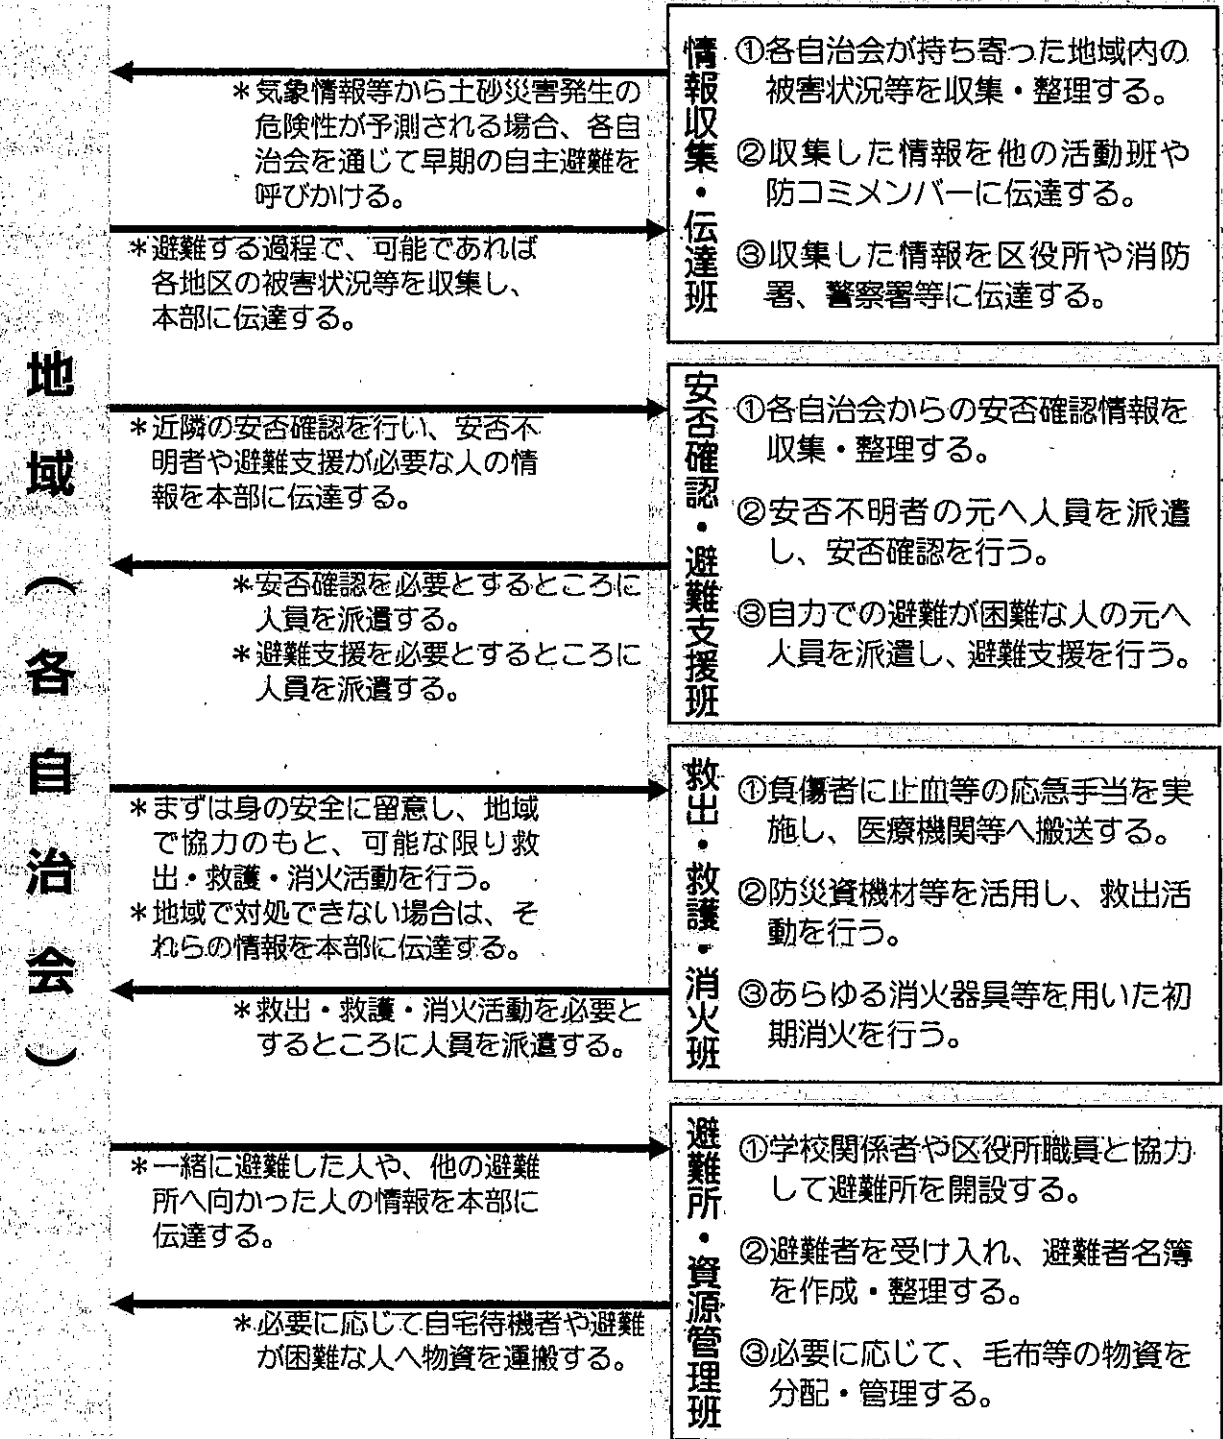 地域(各自治会)
*気象情報等から土砂災害発生の
危険性が予測される場合、各自
治会を通じて早期の自主避難を
呼びかける。
*避難する過程で、可能であれば
各地区の被害状況等を収集し、
本部に伝達する。
情報収集・伝達班
①各自治会が持ち寄った地域内の
被害状況等を収集・整理する。
②収集した情報を他の活動班や
防コミメンバーに伝達する。
③収集した情報を区役所や消防
署、警察署等に伝達する。
*近隣の安否確認を行い、安否不
明者や避難支援が必要な人の情
報を本部に伝達する。
*安否確認を必要とするところに
人員を派遣する。
*避難支援を必要とするところに
人員を派遣する。
安否確認・避難支援班
①各自治会からの安否確認情報を
収集・整理する。
②安否不明者の元へ人員を派遣
し、安否確認を行う。
③自力での避難が困難な人の元へ
人員を派遣し、避難支援を行う。
*まずは身の安全に留意し、地域
で協力のもと、可能な限り救
出・救護・消火活動を行う。
*地域で対処できない場合は、そ
れらの情報を本部に伝達する。
*救出・救護・消火活動を必要と
するところに人員を派遣する。
救出・救護・消火班
①負傷者に止血等の応急手当を実
施し、医療機関等へ搬送する。
②防災資機材等を活用し、救出活
動を行う。
③あらゆる消火器具等を用いた初
期消火を行う。
*一緒に避難した人や、他の避難
所へ向かった人の情報を本部に
伝達する。
*必要に応じて自宅待機者や避難
が困難な人へ物資を運搬する。
避難所・資源管理班
①学校関係者や区役所職員と協力
して避難所を開設する。
②避難者を受け入れ、避難者名簿
を作成・整理する。
③必要に応じて、毛布等の物資を
分配・管理する。